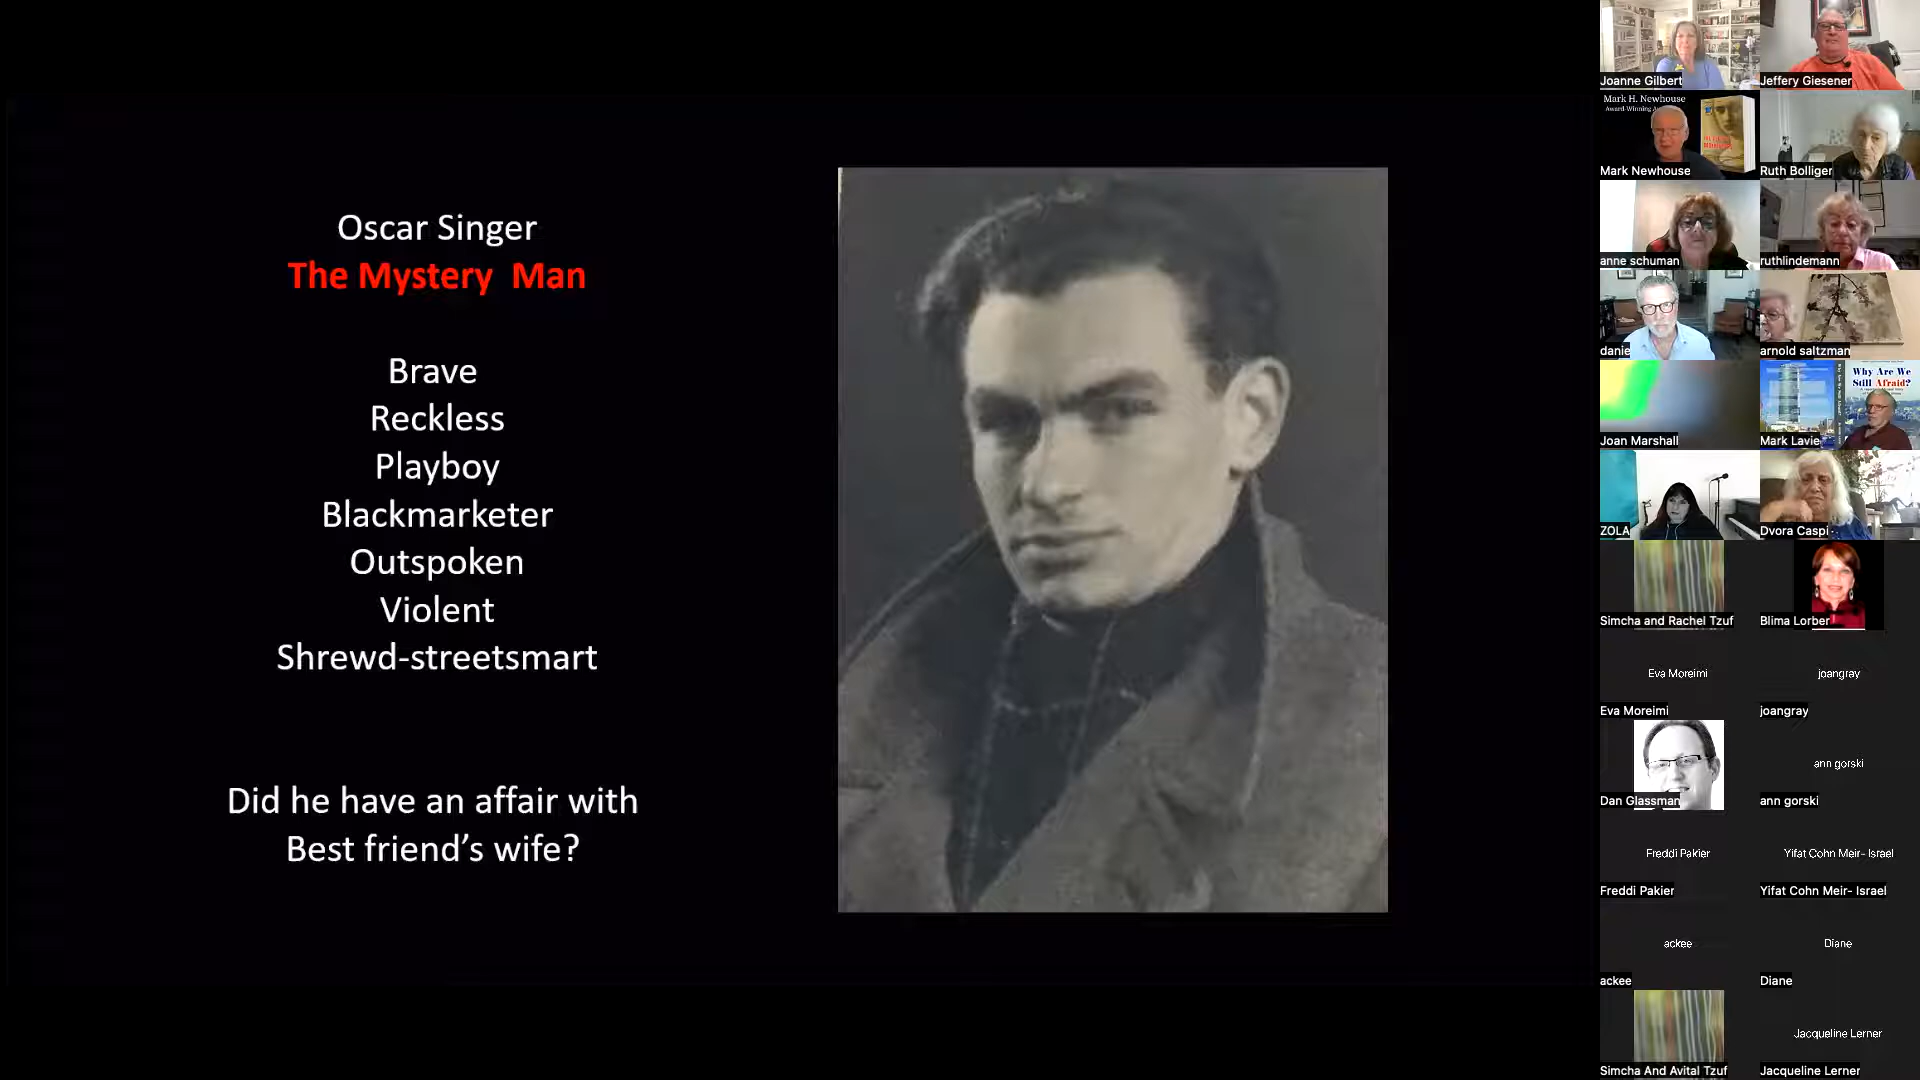 Oscar Singer
The Mystery Man
Brave
Reckless
Playboy
Blackmarketer
Outspoken
Violent
Shrewd-streetsmart
Did he have an affair with
Best friend’s wife?
Joanne Gilbert
Jeffery Giesener
Mark H. Newhouse
Mark Newhouse
Ruth Bolliger
anne schuman
ruthlindemann
danie
arnold saltzman
Joan Marshall
Why Are We
Still Afraid?
Mark Lavie
ZOLA
Dvora Caspi
Simcha and Rachel Tzuf
Blima Lorber
Eva Moreimi
Eva Moreimi
joangray
joangray
Dan Glassman
ann gorski
ann gorski
Freddi Pakier
Freddi Pakier
Yifat Cohn Meir- Israel
Yifat Cohn Meir- Israel
ackee
ackee
Diane
Diane
Simcha And Avital Tzuf
Jacqueline Lerner
Jacqueline Lerner